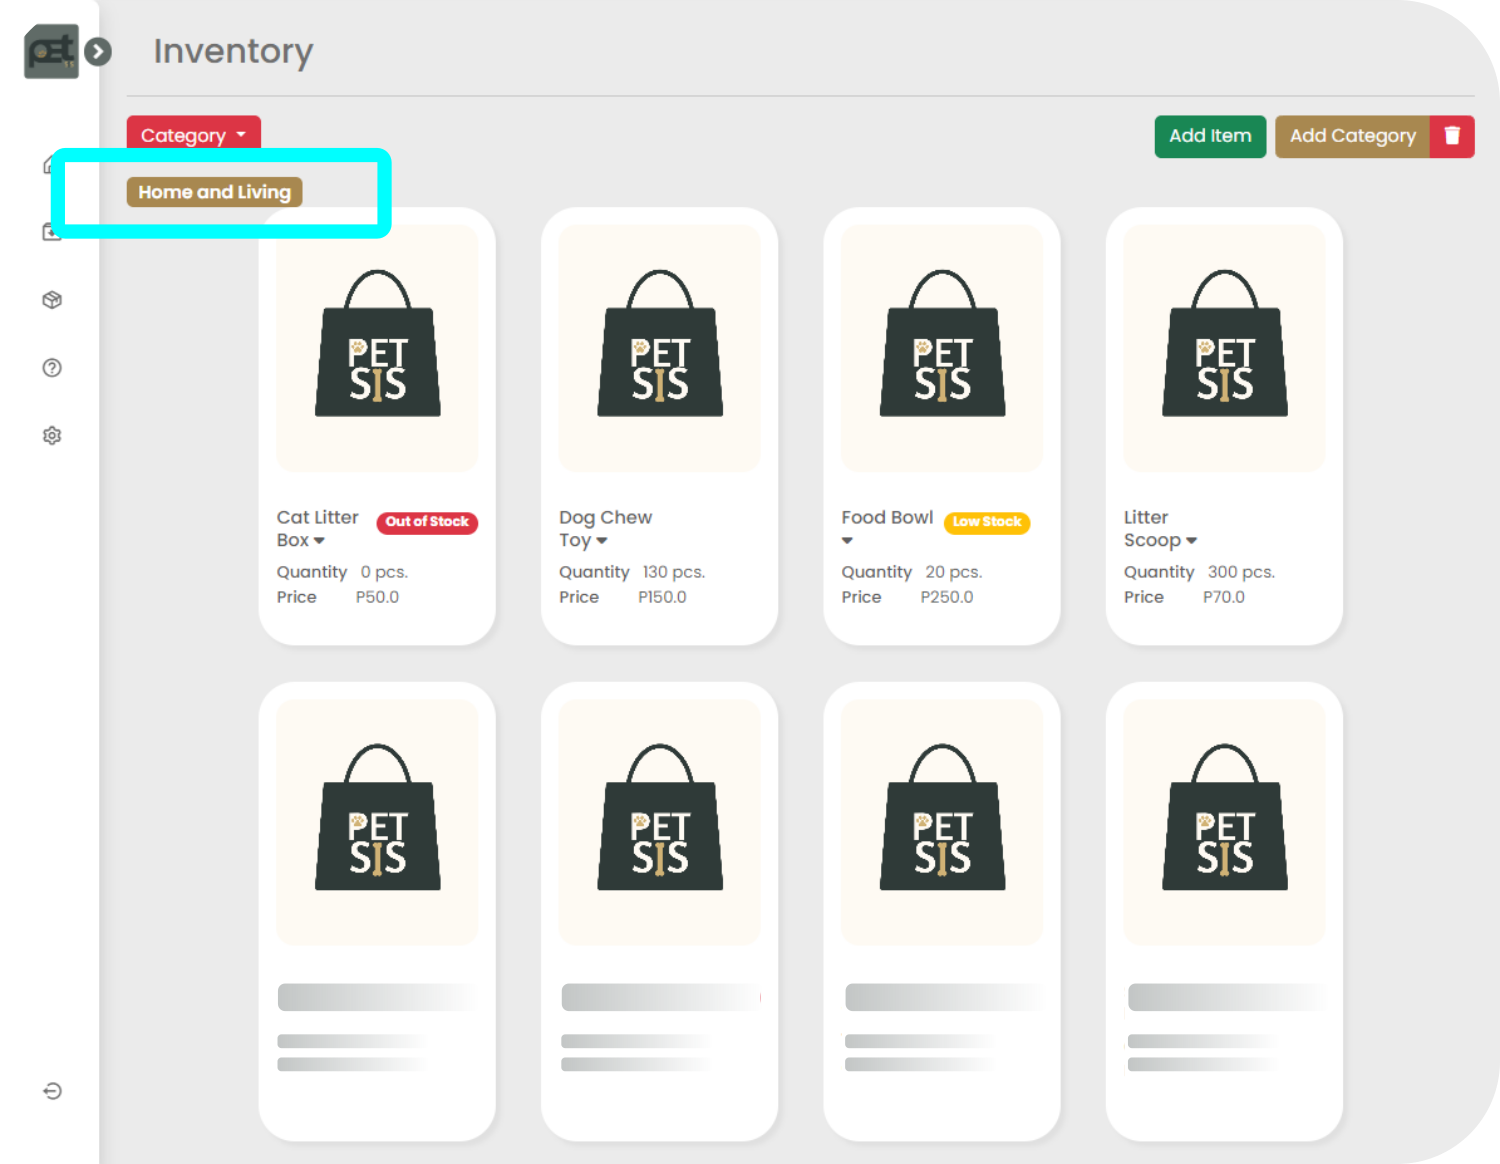 pet
Inventory
Category
Add Item
Add Category
Home and Living
PET
SIS
PET
SIS
PET
SIS
PET
SIS
Cat Litter
Box
Out of Stock
Quantity 0 pcs.
Price P50.0
Dog Chew
Toy
Quantity 130 pcs.
Price P150.0
Food Bowl
Low Stock
Quantity 20 pcs.
Price P250.0
Litter
Scoop
Quantity 300 pcs.
Price P70.0
PET
SIS
PET
SIS
PET
SIS
PET
SIS